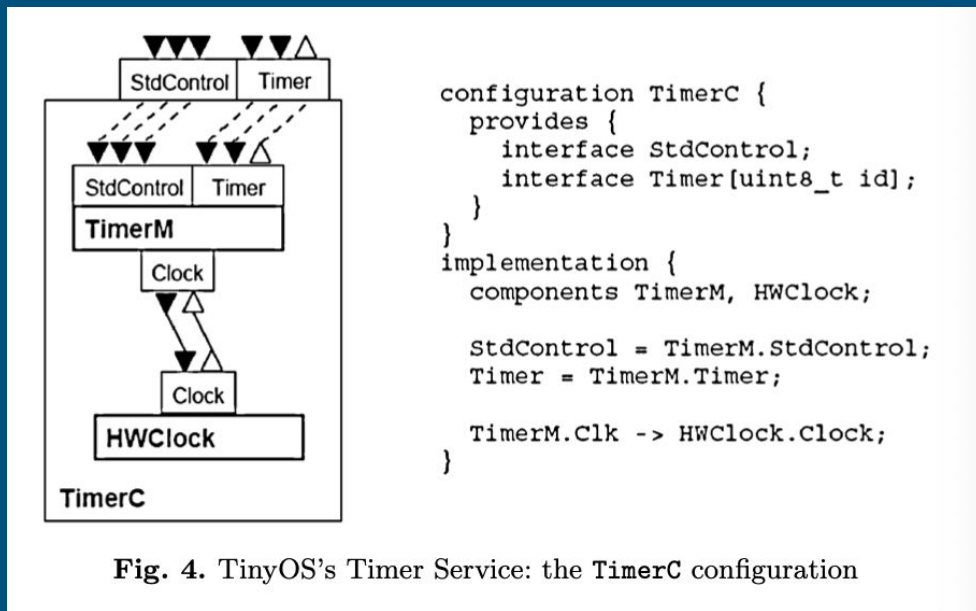 StdControl Timer
StdControl Timer
TimerM
Clock
Clock
HWClock
TimerC
configuration TimerC {
provides {
interface StdControl;
interface Timer[uint8_t id];
}
}
implementation {
components TimerM, HWClock;
StdControl = TimerM.StdControl;
Timer = TimerM.Timer;
TimerM.Clk -> HWClock.Clock;
}
Fig. 4. TinyOS's Timer Service: the TimerC configuration